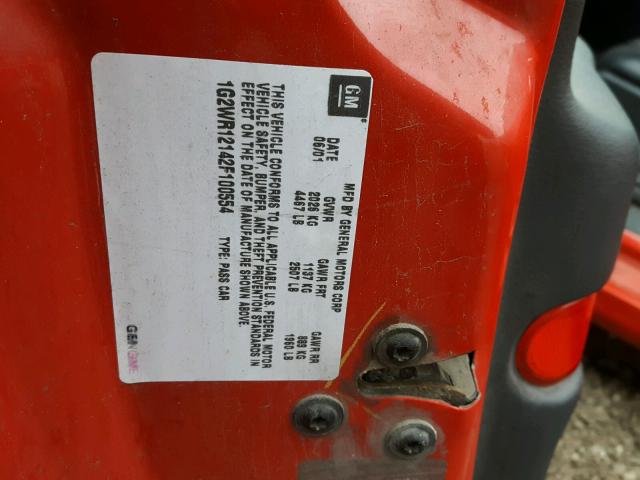 GM
MFD BY GENERAL MOTORS CORP
DATE GVWR GAWR FRT GAWR RR
06/01 2026 KG 1137 KG 889 KG
4467 LB 2507 LB 1960 LB
THIS VEHICLE CONFORMS TO ALL APPLICABLE U.S. FEDERAL MOTOR
VEHICLE SAFETY, BUMPER, AND THEFT PREVENTION STANDARDS IN
EFFECT ON THE DATE OF MANUFACTURE SHOWN ABOVE.
1G2WR12142F100554 TYPE: PASS CAR